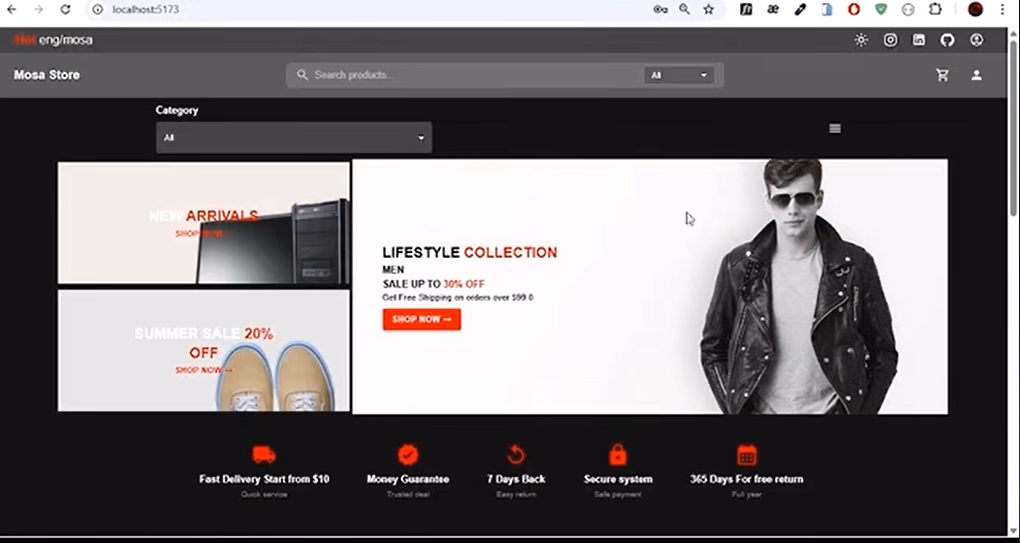 localhost:5173
Hot eng/mosa
Mosa Store
Search products..
All
Category
All
NEW ARRIVALS
SHOP NOW →
SUMMER SALE 20%
OFF
SHOP NOW →
LIFESTYLE COLLECTION
MEN
SALE UP TO 30% OFF
Get Free Shipping on orders over $99.0
SHOP NOW →
Fast Delivery Start from $10
Quick service
Money Guarantee
Trusted deal
7 Days Back
Easy return
Secure system
Safe payment
365 Days For free return
Full year